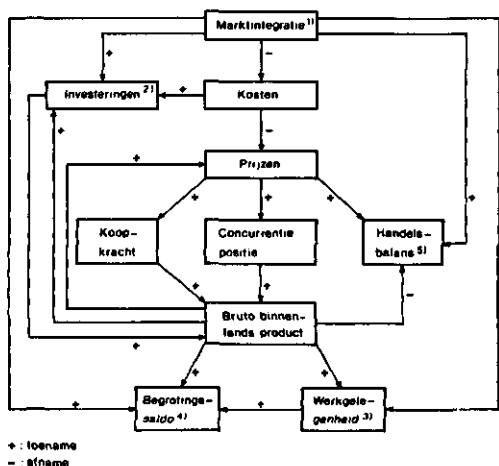 Marktintegratie 1)
+
-
+
Investeringen 2)
+
Kosten
+
-
+
Prijzen
+
+
+
+
Koop-
kracht
Concurrentie
positie
Handels-
balans 5)
+
+
-
Bruto binnen-
lands product
+
+
+
+
Begrotings-
saldo 4)
+
Werkgele-
genheid 3)
+ : toename
- : afname